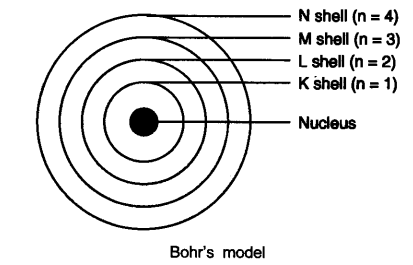 N shell (n = 4)
M shell (n = 3)
L shell (n = 2)
K shell (n = 1)
Nucleus
Bohr's model